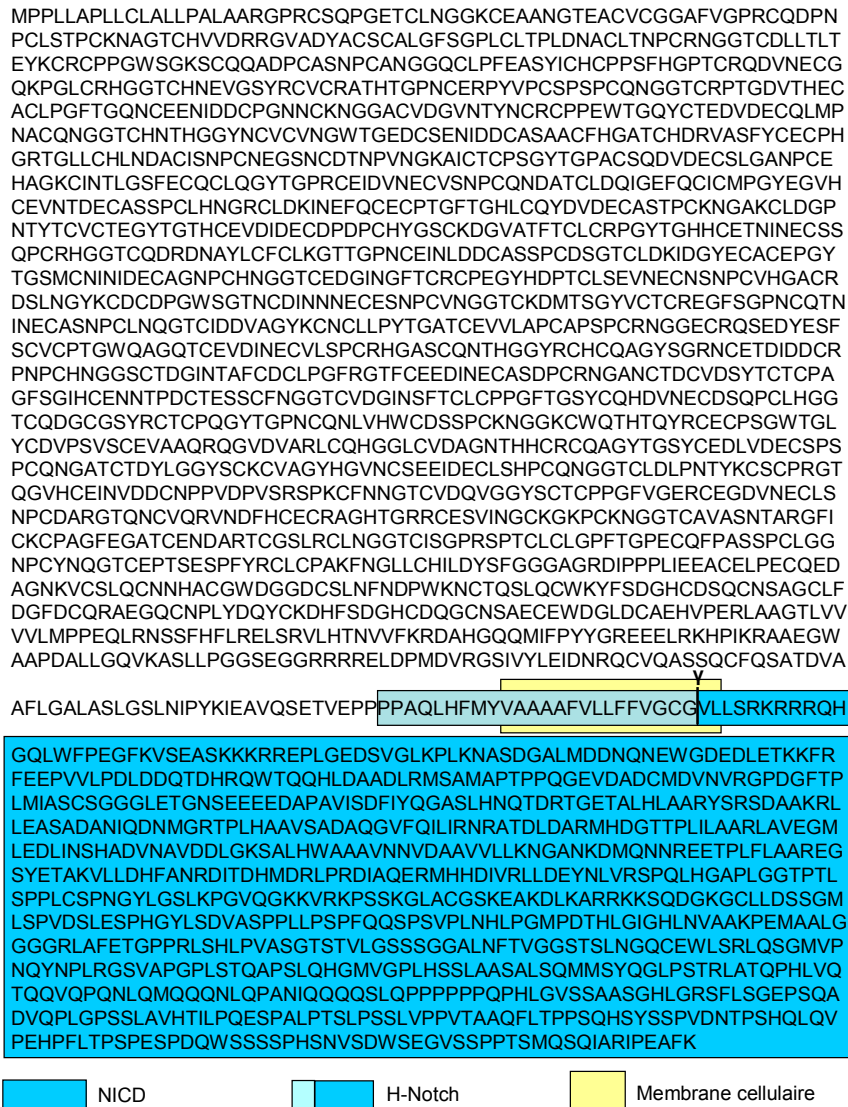 MPPLLAPLLCLALLPALAARGPRCSQPGETCLNGGKCEAANGTEACVCGGAFVGPRCQDPN
PCLSTPCKNAGTCHVVDRRGVADYACSCALGFSGPLCLTPLDNACLTNPCRNGGTCDLLTLT
EYKCRCPPGWSGKSCQQADPCASNPCANGGQCLPFEASYICHCPPSFHGPTCRQDVNECG
QKPGLCRHGGTCHNEVGSYRCVCRATHTGPNCERPYVPCSPSPCQNGGTCRPTGDVTHEC
ACLPGFTGQNCEENIDDCPGNNCKNGGACVDGVNTYNCRCPPEWTGQYCTEDVDECQLMP
NACQNGGTCHNTHGGYNCVCVNGWTGEDCSENIDDCASAACFHGATCHDRVASFYCECPH
GRTGLLCHLNDACISNPCNEGSNCDTNPVNGKAICTCPSGYTGPACSQDVDECSLGANPCE
HAGKCINTLGSFECQCLQGYTGPRCEIDVNECVSNPCQNDATCLDQIGEFQCICMPGYEGVH
CEVNTDECASSPCLHNGRCLDKINEFQCECPTGFTGHLCQYDVDECASTPCKNGAKCLDGP
NTYTCVCTEGYTGTHCEVDIDECDPDPCHYGSCKDGVATFTCLCRPGYTGHHCETNINECSS
QPCRHGGTCQDRDNAYLCFCLKGTTGPNCEINLDDCASSPCDSGTCLDKIDGYECACEPGY
TGSMCNINIDECAGNPCHNGGTCEDGINGFTCRCPEGYHDPTCLSEVNECNSNPCVHGACR
DSLNGYKCDCDPGWSGTNCDINNNECESNPCVNGGTCKDMTSGYVCTCREGFSGPNCQTN
INECASNPCLNQGTCIDDVAGYKCNCLLPYTGATCEVVLAPCAPSPCRNGGECRQSEDYESF
SCVCPTGWQAGQTCEVDINECVLSPCRHGASCQNTHGGYRCHCQAGYSGRNCETDIDDCR
PNPCHNGGSCTDGINTAFCDCLPGFRGTFCEEDINECASDPCRNGANCTDCVDSYTCTCPA
GFSGIHCENNTPDCTESSCFNGGTCVDGINSFTCLCPPGFTGSYCQHDVNECDSQPCLHGG
TCQDGCGSYRCTCPQGYTGPNCQNLVHWCDSSPCKNGGKCWQTHTQYRCECPSGWTGL
YCDVPSVSCEVAAQRQGVDVARLCQHGGLCVDAGNTHHCRCQAGYTGSYCEDLVDECSPS
PCQNGATCTDYLGGYSCKCVAGYHGVNCSEEIDECLSHPCQNGGTCLDLPNTYKCSCPRGT
QGVHCEINVDDCNPPVDPVSRSPKCFNNGTCVDQVGGYSCTCPPGFVGERCEGDVNECLS
NPCDARGTQNCVQRVNDFHCECRAGHTGRRCESVINGCKGKPCKNGGTCAVASNTARGFI
CKCPAGFEGATCENDARTCGSLRCLNGGTCISGPRSPTCLCLGPFTGPECQFPASSPCLGG
NPCYNQGTCEPTSESPFYRCLCPAKFNGLLCHILDYSFGGGAGRDIPPPLIEEACELPECQED
AGNKVCSLQCNNHACGWDGGDCSLNFNDPWKNCTQSLQCWKYFSDGHCDSQCNSAGCLF
DGFDCQRAEGQCNPLYDQYCKDHFSDGHCDQGCNSAECEWDGLDCAEHVPERLAAGTLVV
VVLMPPEQLRNSSFHFLRELSRVLHTNVVFKRDAHGQQMIFPYYGREEELRKHPIKRAAEGW
AAPDALLGQVKASLLPGGSEGGRRRRELDPMDVRGSIVYLEIDNRQCVQASSQCFQSATDVA
AFLGALASLGSLNIPYKIEAVQSETVEPPPPAQLHFMYVAAAAFVLLFFVGCGVLLSRKRRRQH
GQLWFPEGFKVSEASKKKRREPLGEDSVGLKPLKNASDGALMDDNQNEWGDEDLETKKFR
FEEPVVLPDLDDQTDHRQWTQQHLDAADLRMSAMAPTPPQGEVDADCMDVNVRGPDGFTP
LMIASCSGGGLETGNSEEEEDAPAVISDFIYQGASLHNQTDRTGETALHLAARYSRSDAAKRL
LEASADANIQDNMGRTPLHAAVSADAQGVFQILIRNRATDLDARMHDGTTPLILAARLAVEGM
LEDLINSHADVNAVDDLGKSALHWAAAVNNVDAAVVLLKNGANKDMQNNREETPLFLAAREG
SYETAKVLLDHFANRDITDHMDRLPRDIAQERMHHDIVRLLDEYNLVRSPQLHGAPLGGTPTL
SPPLCSPNGYLGSLKPGVQGKKVRKPSSKGLACGSKEAKDLKARRKKSQDGKGCLLDSSGM
LSPVDSLESPHGYLSDVASPPLLPSPFQQSPSVPLNHLPGMPDTHLGIGHLNVAAKPEMAALG
GGGRLAFETGPPRLSHLPVASGTSTVLGSSSGGALNFTVGGSTSLNGQCEWLSRLQSGMVP
NQYNPLRGSVAPGPLSTQAPSLQHGMVGPLHSSLAASALSQMMSYQGLPSTRLATQPHLVQ
TQQVQPQNLQMQQQNLQPANIQQQQSLQPPPPPPQPHLGVSSAASGHLGRSFLSGEPSQA
DVQPLGPSSLAVHTILPQESPALPTSLPSSLVPPVTAAQFLTPPSQHSYSSPVDNTPSHQLQV
PEHPFLTPSPESPDQWSSSSPHSNVSDWSEGVSSPPTSMQSQIARIPEAFK
NICD H-Notch Membrane cellulaire